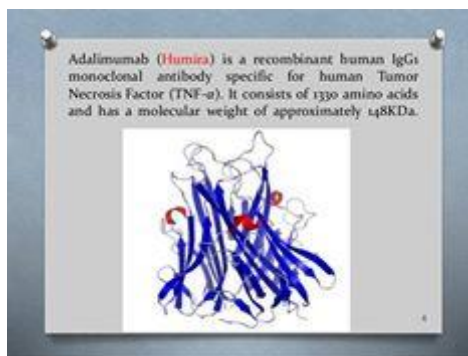 Adalimumab (Humira) is a recombinant human IgG1
monoclonal antibody specific for human Tumor
Necrosis Factor (TNF-α). It consists of 1330 amino acids
and has a molecular weight of approximately 148KDa.